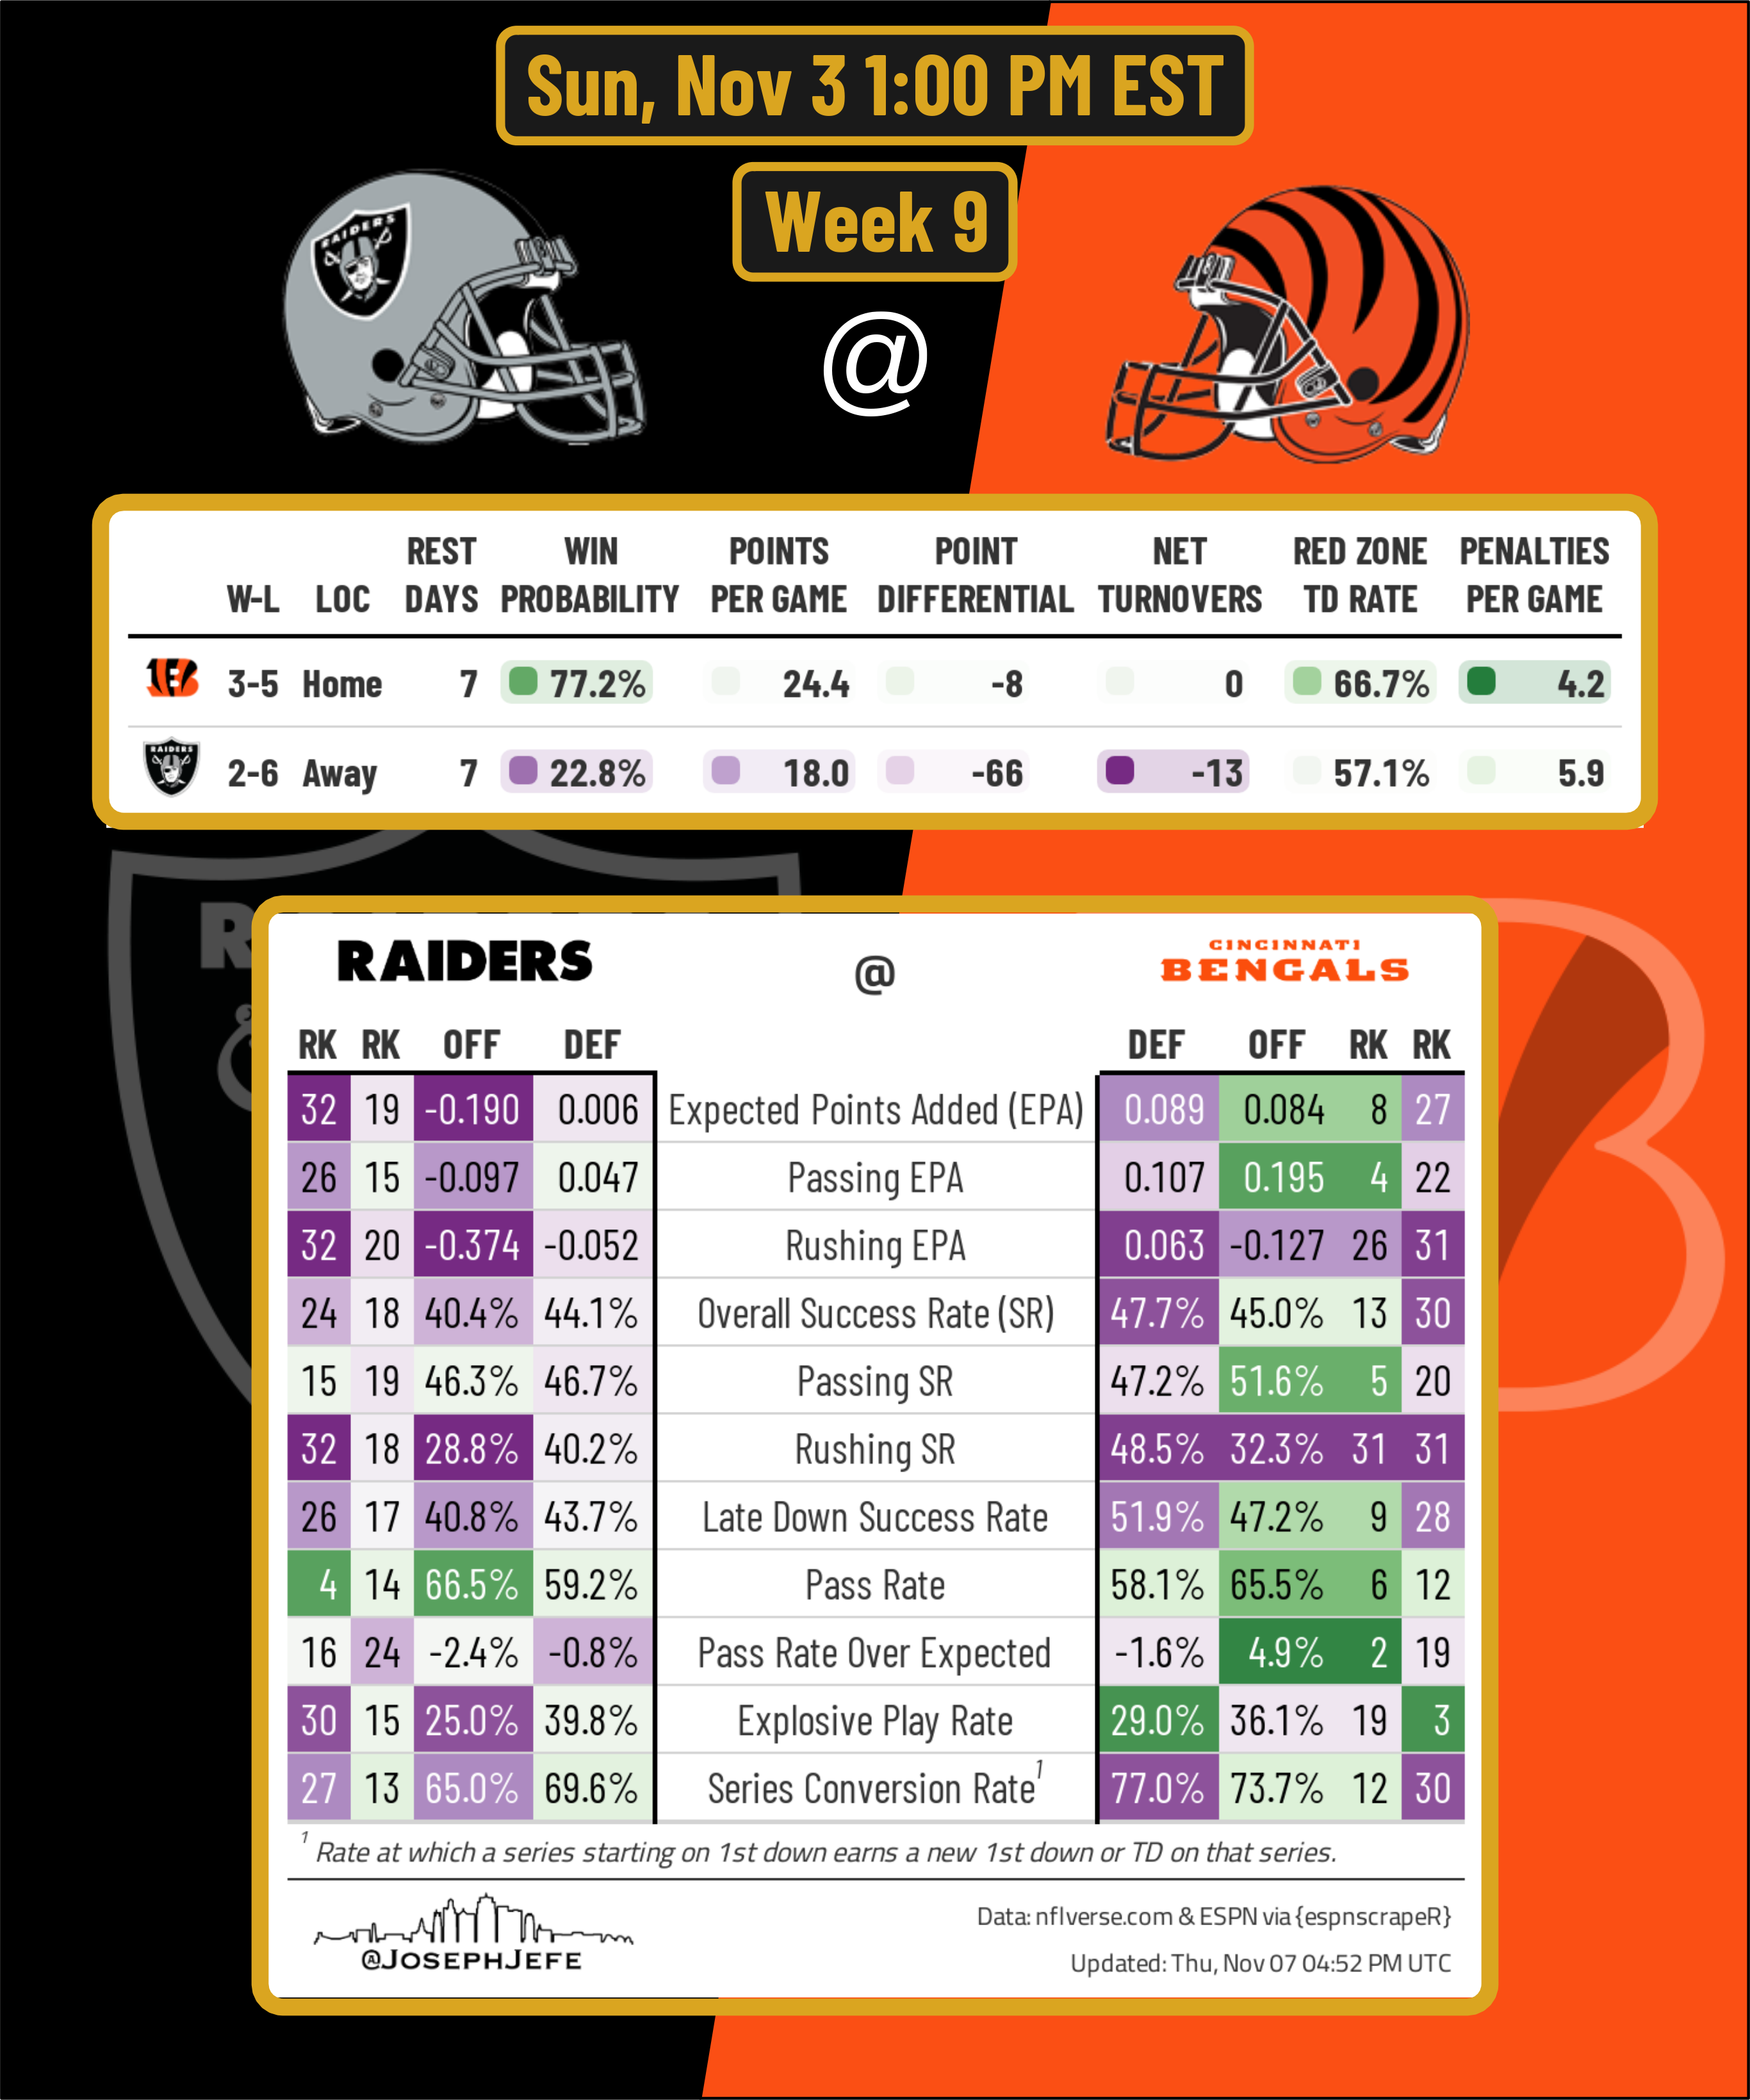 Sun, Nov 3 1:00 PM EST
Week 9
RAIDERS
@
W-L LOC REST DAYS WIN PROBABILITY POINTS PER GAME POINT DIFFERENTIAL NET TURNOVERS RED ZONE TD RATE PENALTIES PER GAME
3-5 Home 7 77.2% 24.4 -8 0 66.7% 4.2
RAIDERS
2-6 Away 7 22.8% 18.0 -66 -13 57.1% 5.9
RAIDERS @ CINCINNATI BENGALS
RK RK OFF DEF DEF OFF RK RK
32 19 -0.190 0.006 Expected Points Added (EPA) 0.089 0.084 8 27
26 15 -0.097 0.047 Passing EPA 0.107 0.195 4 22
32 20 -0.374 -0.052 Rushing EPA 0.063 -0.127 26 31
24 18 40.4% 44.1% Overall Success Rate (SR) 47.7% 45.0% 13 30
15 19 46.3% 46.7% Passing SR 47.2% 51.6% 5 20
32 18 28.8% 40.2% Rushing SR 48.5% 32.3% 31 31
26 17 40.8% 43.7% Late Down Success Rate 51.9% 47.2% 9 28
4 14 66.5% 59.2% Pass Rate 58.1% 65.5% 6 12
16 24 -2.4% -0.8% Pass Rate Over Expected -1.6% 4.9% 2 19
30 15 25.0% 39.8% Explosive Play Rate 29.0% 36.1% 19 3
27 13 65.0% 69.6% Series Conversion Rate¹ 77.0% 73.7% 12 30
¹ Rate at which a series starting on 1st down earns a new 1st down or TD on that series.
@JOSEPHJEFE
Data: nflverse.com & ESPN via {espnscrapeR}
Updated: Thu, Nov 07 04:52 PM UTC